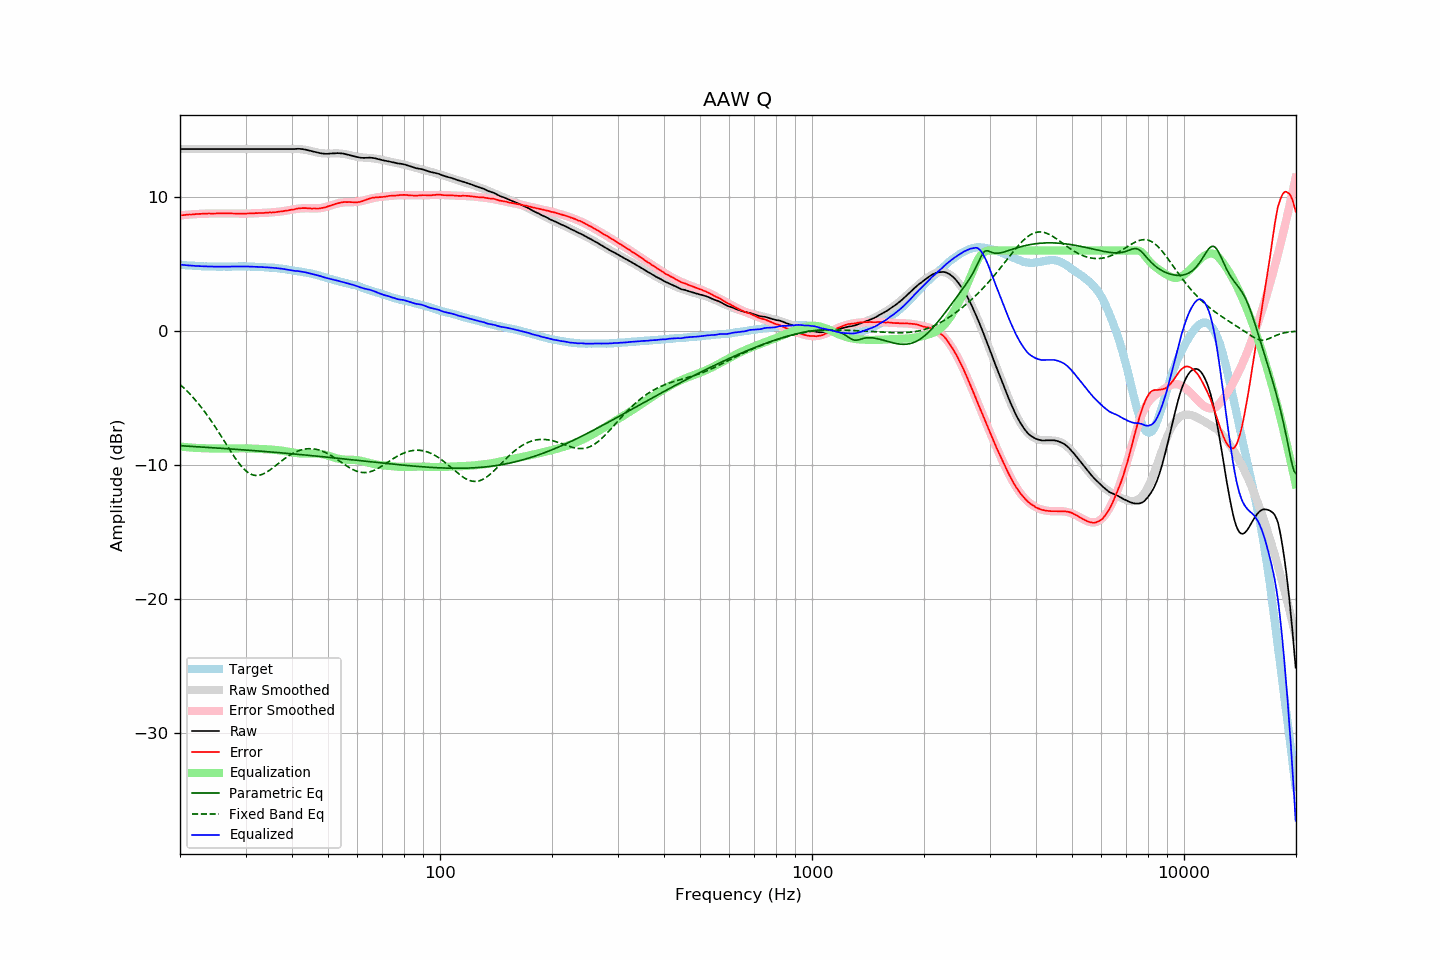 AAW Q
Amplitude (dBr)
10
0
−10
−20
−30
Target
Raw Smoothed
Error Smoothed
Raw
Error
Equalization
Parametric Eq
Fixed Band Eq
Equalized
100
1000
10000
Frequency (Hz)